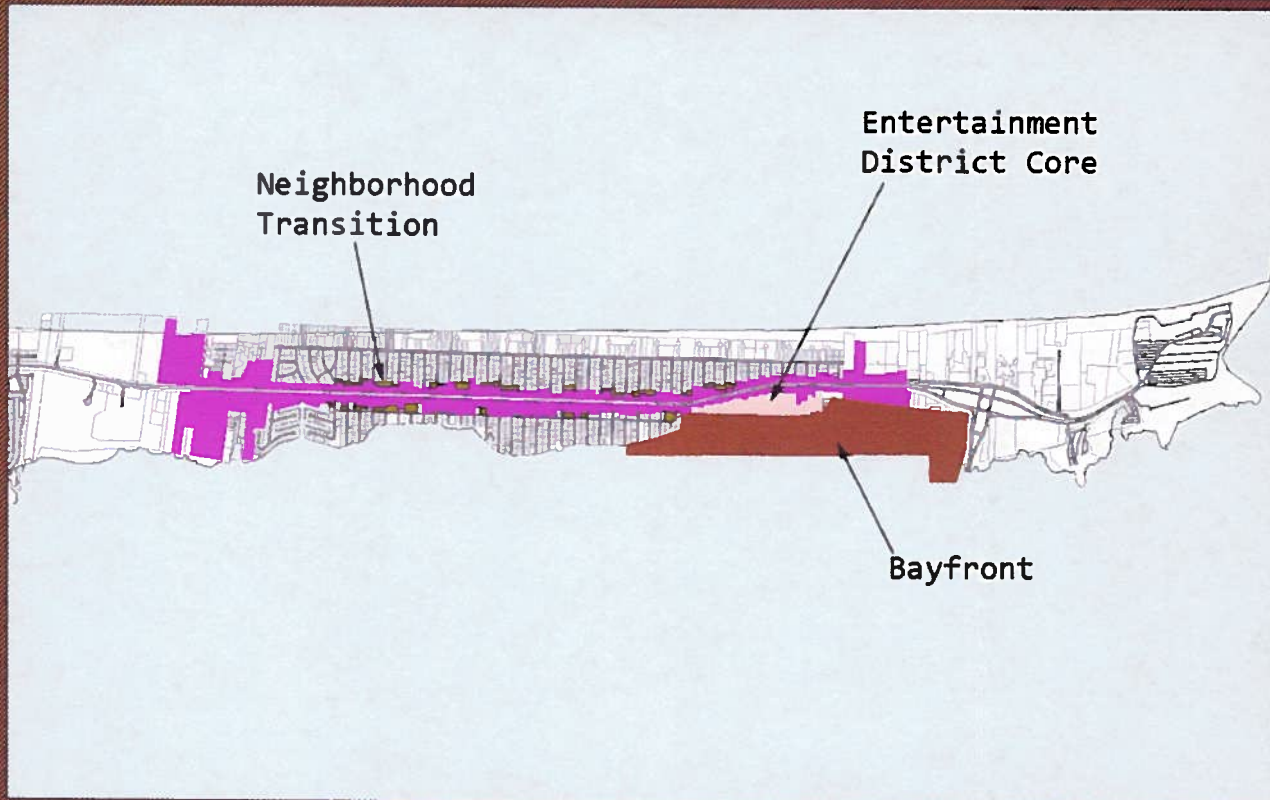 Entertainment
District Core
Neighborhood
Transition
Bayfront